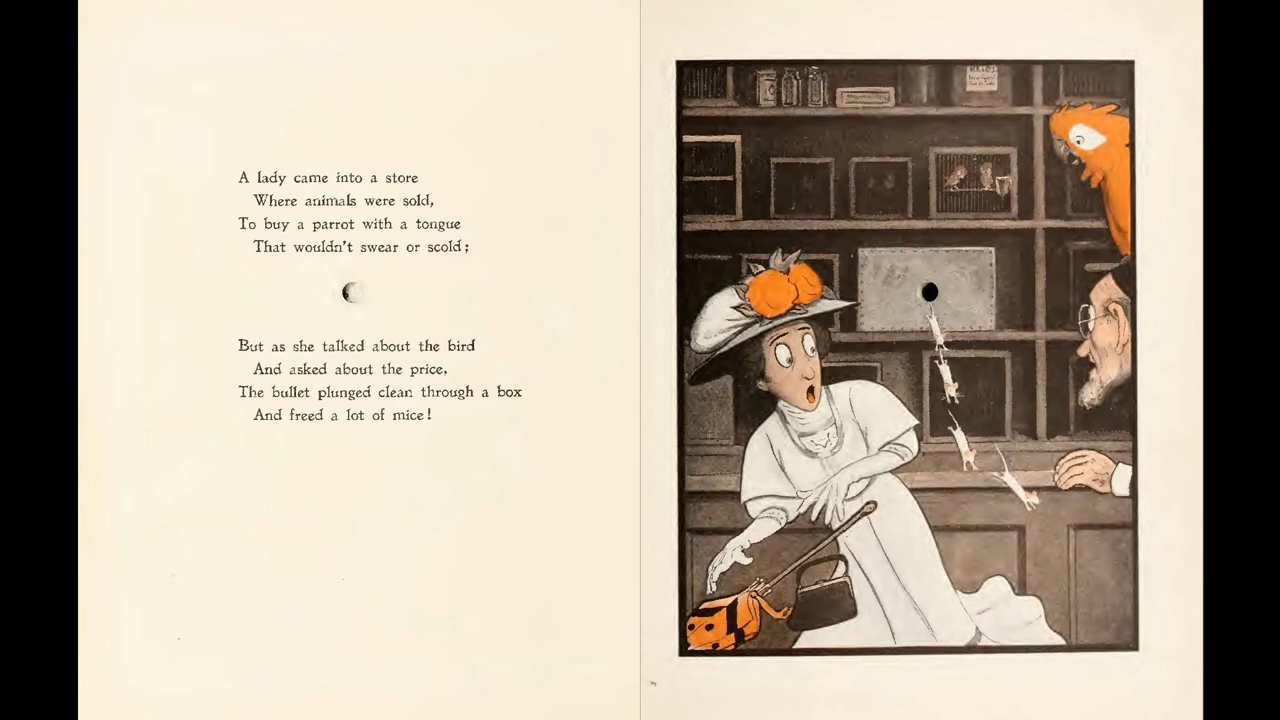 A lady came into a store
Where animals were sold,
To buy a parrot with a tongue
That wouldn't swear or scold;
But as she talked about the bird
And asked about the price,
The bullet plunged clean through a box
And freed a lot of mice!